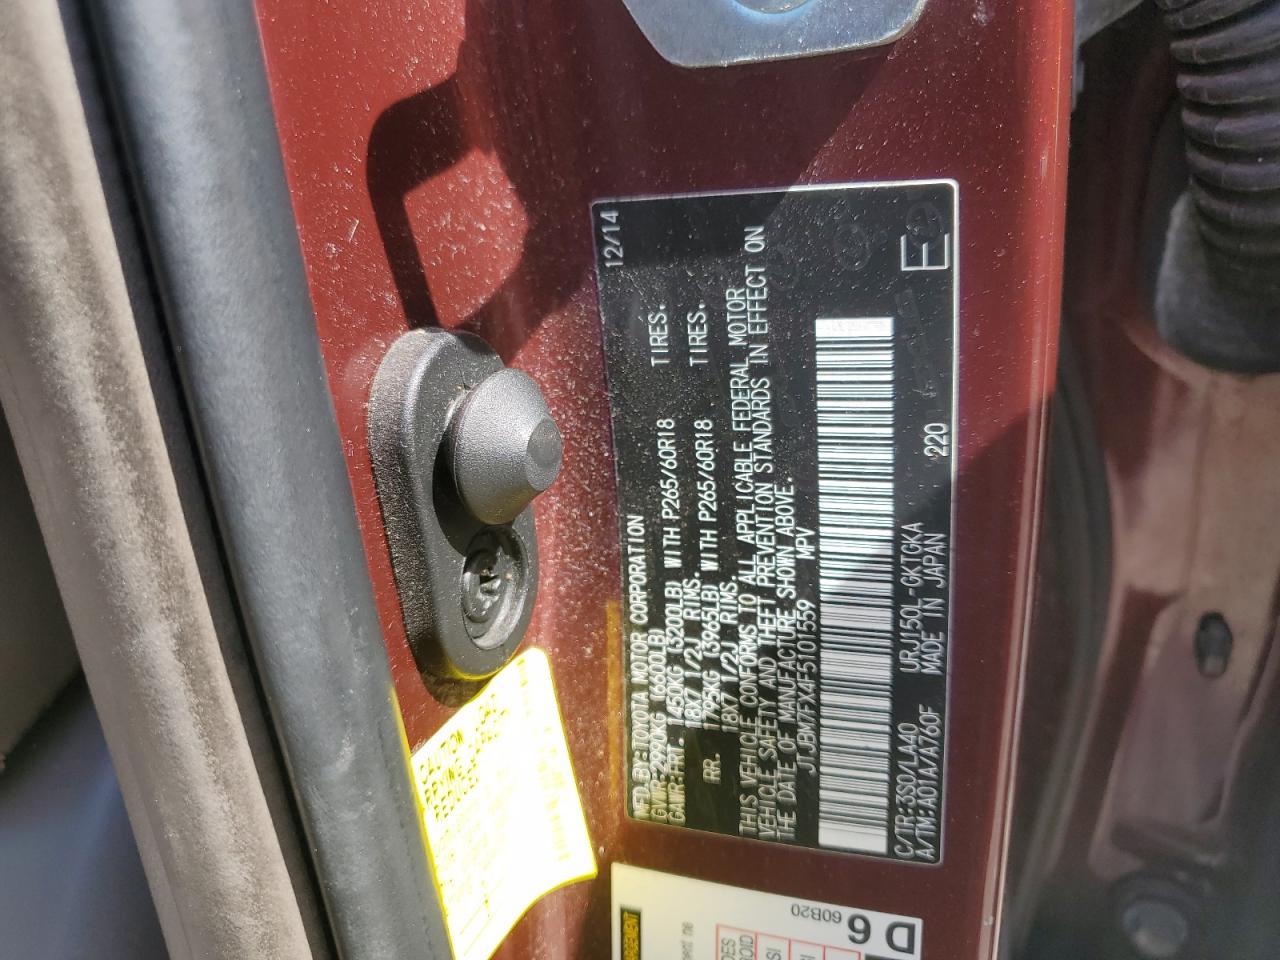 MFD.BY:TOYOTA MOTOR CORPORATION 12/14
GVWR:2990KG (6600LB)
GAWR:FRT. 1450KG (3200LB) WITH P265/60R18 TIRES.
18X7 1/2J RIMS.
RR. 1795KG (3965LB) WITH P265/60R18 TIRES.
18X7 1/2J RIMS.
THIS VEHICLE CONFORMS TO ALL APPLICABLE FEDERAL MOTOR
VEHICLE SAFETY AND THEFT PREVENTION STANDARDS IN EFFECT ON
THE DATE OF MANUFACTURE SHOWN ABOVE.
JTJBM7FX4F5101559 MPV
C/TR:3S0/LA40 URJ150L-GKTGKA
A/TM:A01A/A760F MADE IN JAPAN 220
E
CAUTION
D 6
60B20